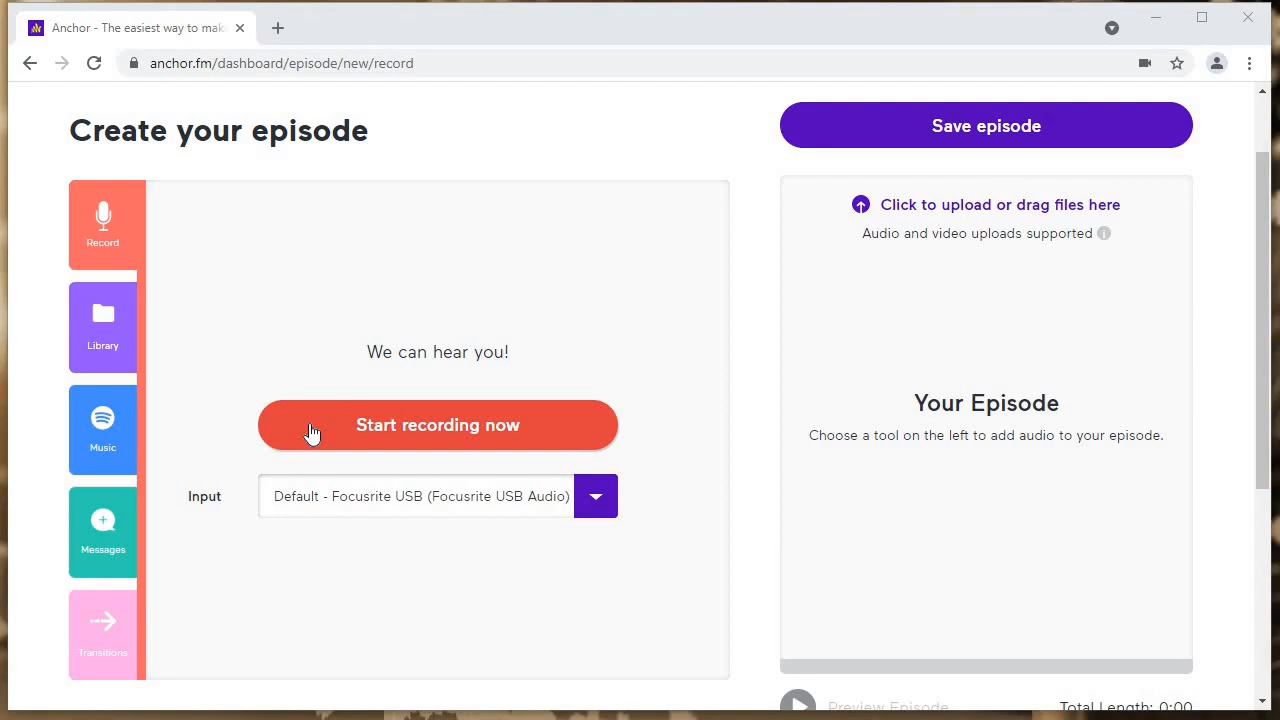 Anchor - The easiest way to mak
anchor.fm/dashboard/episode/new/record
Create your episode
Save episode
Record
Library
Music
Messages
Transitions
We can hear you!
Start recording now
Input
Default - Focusrite USB (Focusrite USB Audio)
Click to upload or drag files here
Audio and video uploads supported
Your Episode
Choose a tool on the left to add audio to your episode.
Preview Episode
Total Length: 0:00